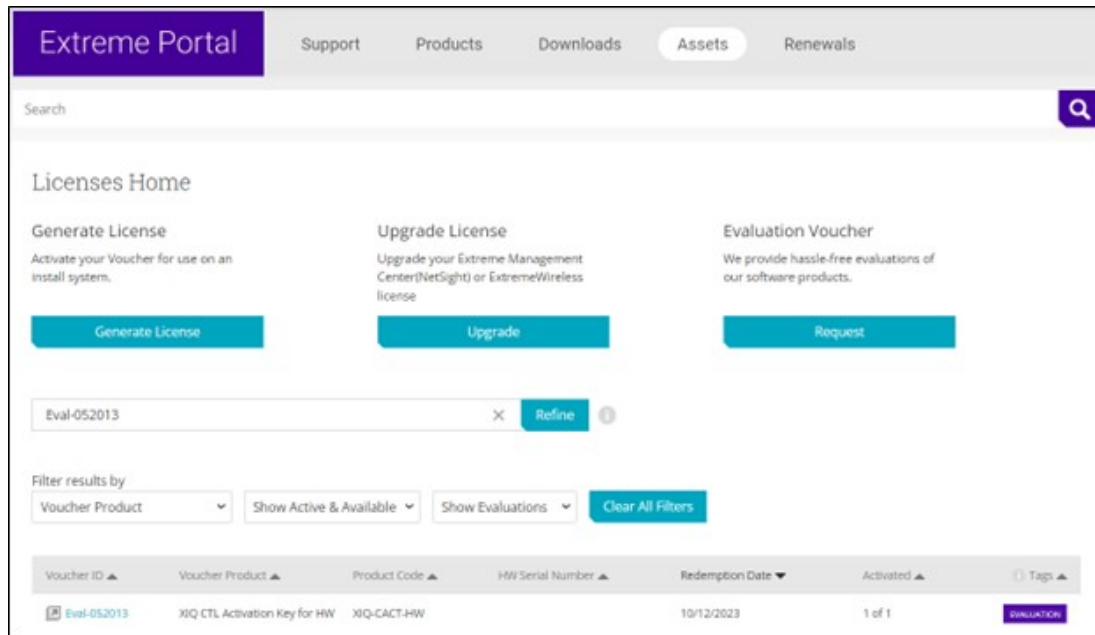 Extreme Portal Support Products Downloads Assets Renewals
Search
Licenses Home
Generate License
Activate your Voucher for use on an
install system.
Generate License
Upgrade License
Upgrade your Extreme Management
Center(NetSight) or ExtremeWireless
license
Upgrade
Evaluation Voucher
We provide hassle-free evaluations of
our software products.
Request
Eval-052013 Refine
Filter results by
Voucher Product Show Active & Available Show Evaluations Clear All Filters
Voucher ID Voucher Product Product Code HW Serial Number Redemption Date Activated Tags
Eval-052013 XIQ CTL Activation Key for HW XIQ-CACT-HW 10/12/2023 1 of 1 EVALUATION